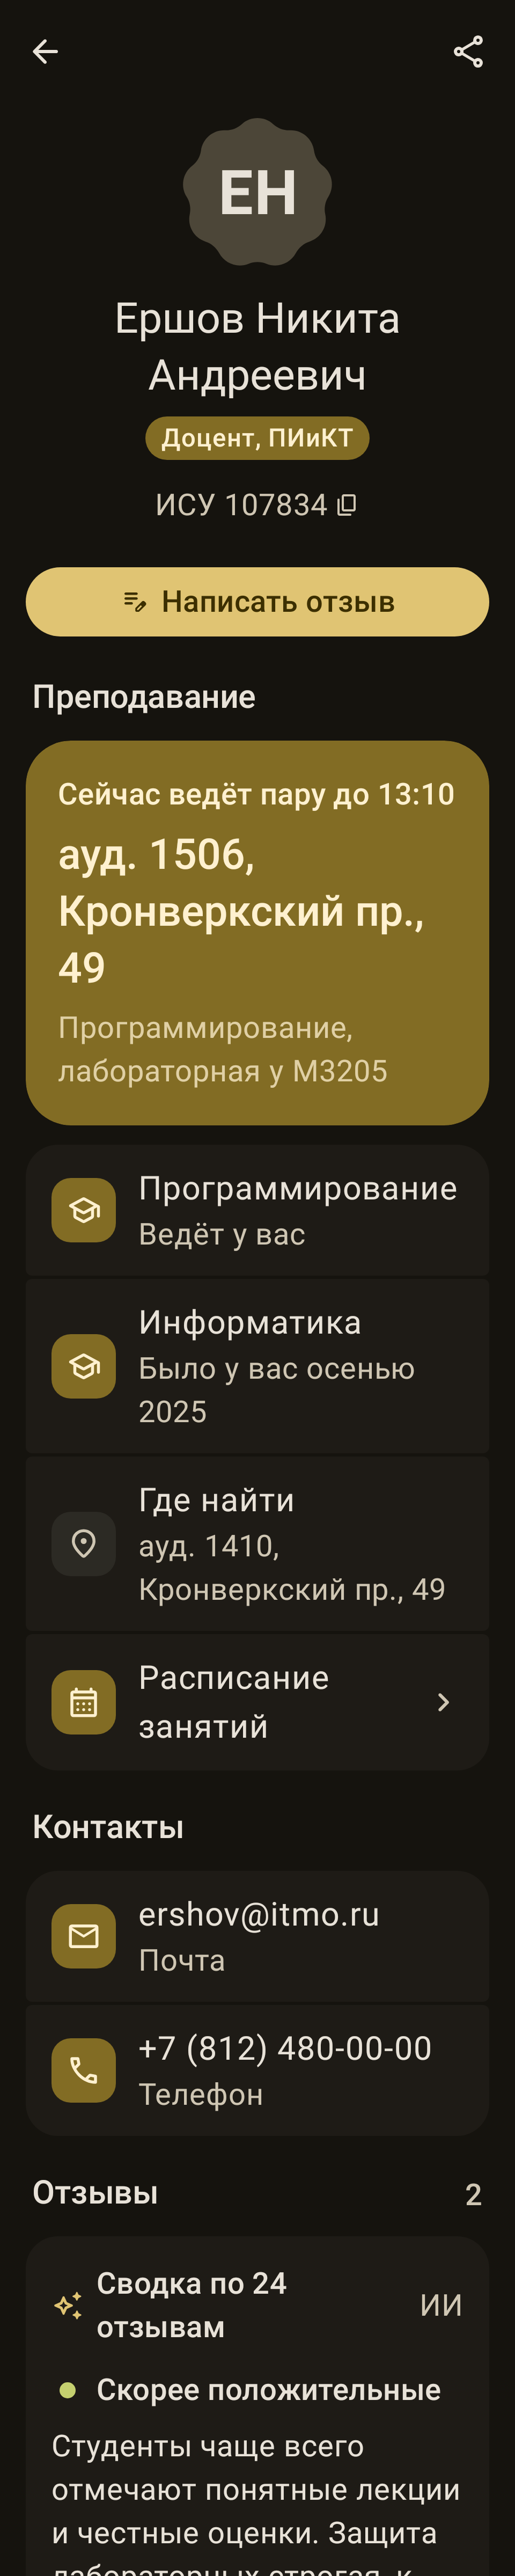 ЕН
Ершов Никита
Андреевич
Доцент, ПИиКТ
ИСУ 107834
Написать отзыв
Преподавание
Сейчас ведёт пару до 13:10
ауд. 1506,
Кронверкский пр.,
49
Программирование,
лабораторная у М3205
Программирование
Ведёт у вас
Информатика
Было у вас осенью
2025
Где найти
ауд. 1410,
Кронверкский пр., 49
Расписание
занятий
Контакты
ershov@itmo.ru
Почта
+7 (812) 480-00-00
Телефон
Отзывы 2
Сводка по 24
отзывам
ИИ
Скорее положительные
Студенты чаще всего
отмечают понятные лекции
и честные оценки. Защита
лабораторных строгая, к